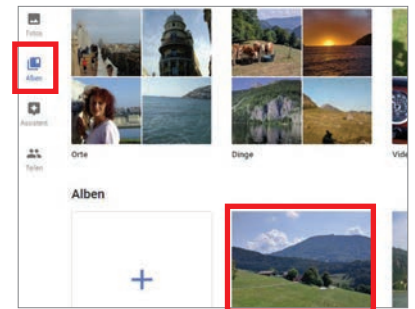 Fotos
Alben
Assistent
Teilen
Orte
Dinge
Vide
Alben